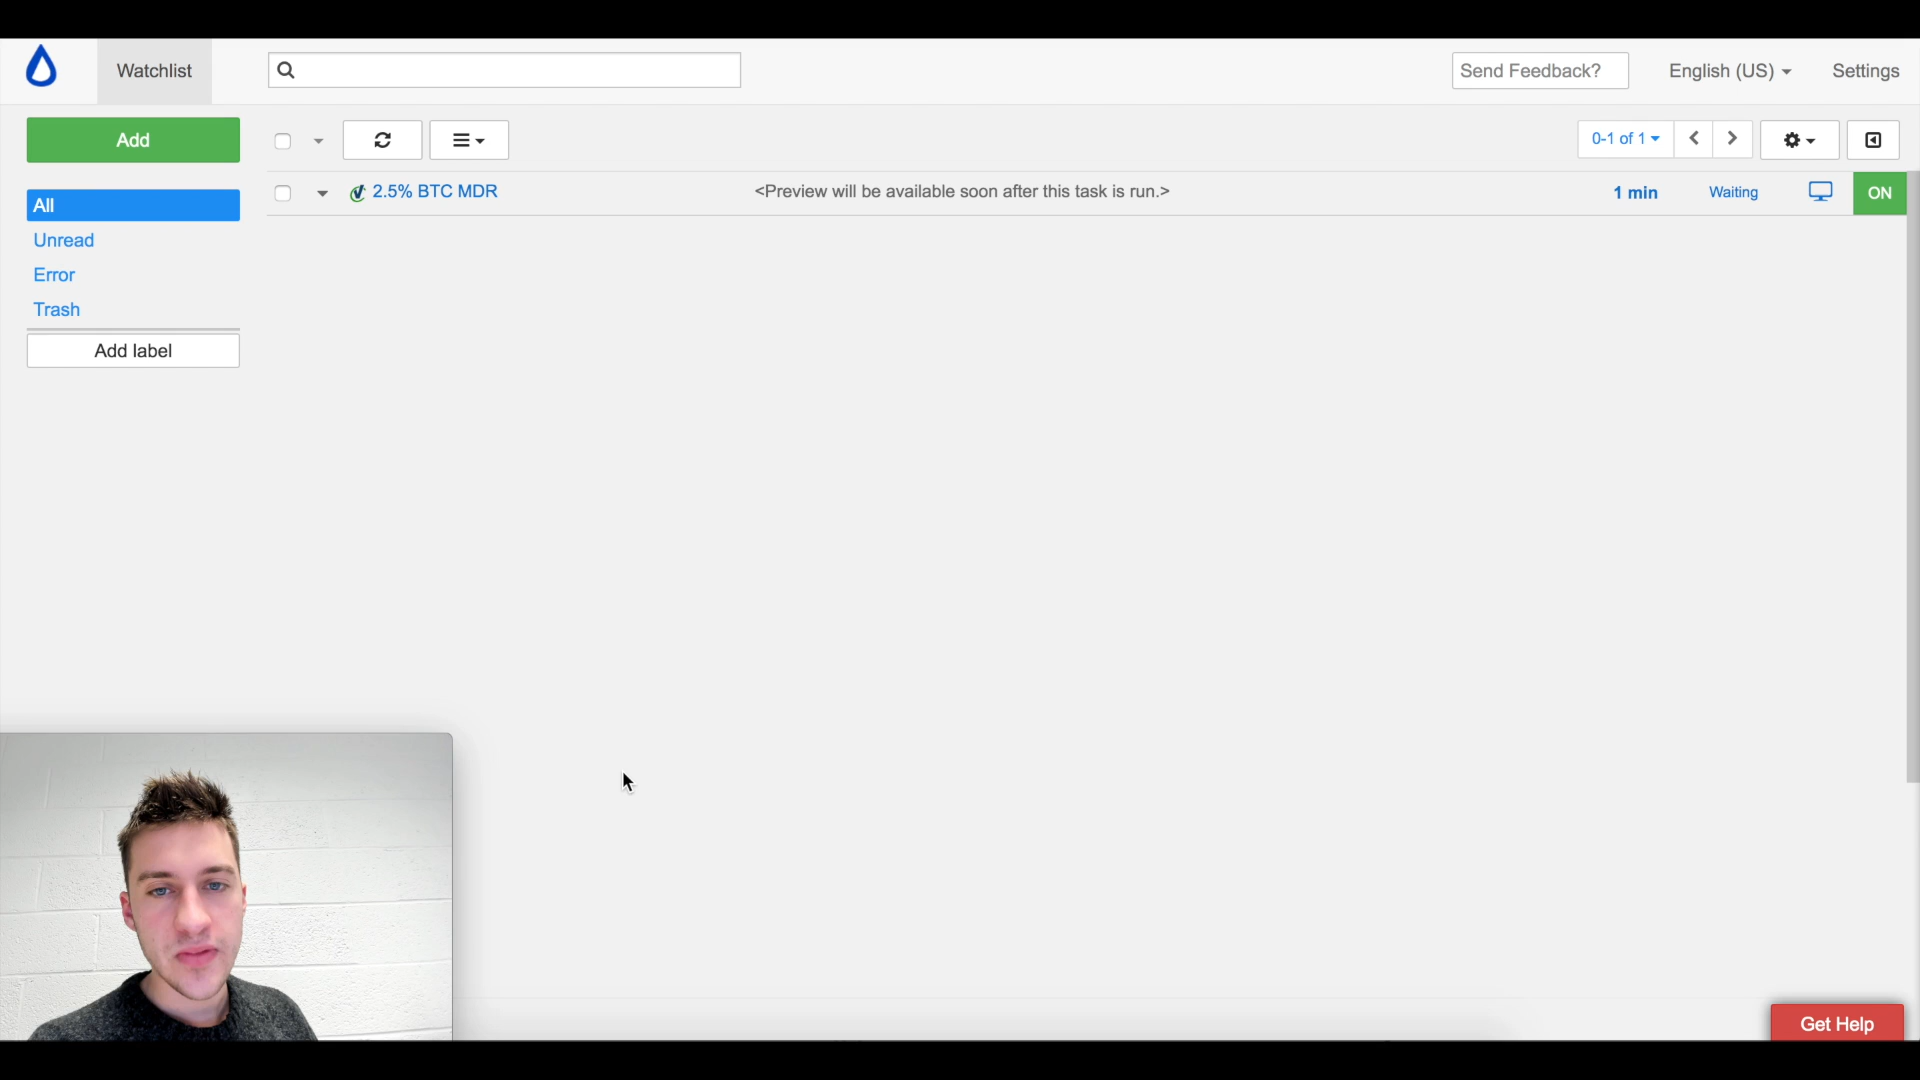 Watchlist
Send Feedback?
English (US)
Settings
Add
0-1 of 1
All
2.5% BTC MDR
<Preview will be available soon after this task is run.>
1 min
Waiting
ON
Unread
Error
Trash
Add label
Get Help